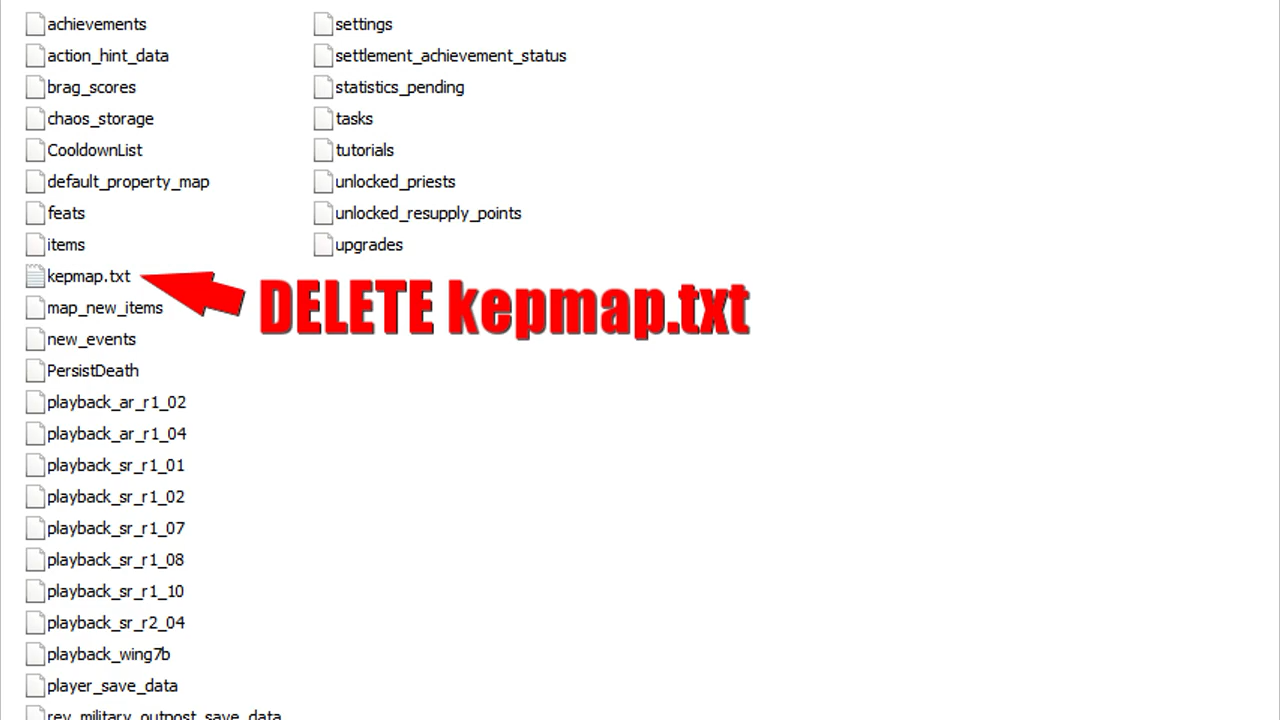 achievements
action_hint_data
brag_scores
chaos_storage
CooldownList
default_property_map
feats
items
kepmap.txt
map_new_items
new_events
PersistDeath
playback_ar_r1_02
playback_ar_r1_04
playback_sr_r1_01
playback_sr_r1_02
playback_sr_r1_07
playback_sr_r1_08
playback_sr_r1_10
playback_sr_r2_04
playback_wing7b
player_save_data
rev_military_outpost_save_data
settings
settlement_achievement_status
statistics_pending
tasks
tutorials
unlocked_priests
unlocked_resupply_points
upgrades
DELETE kepmap.txt